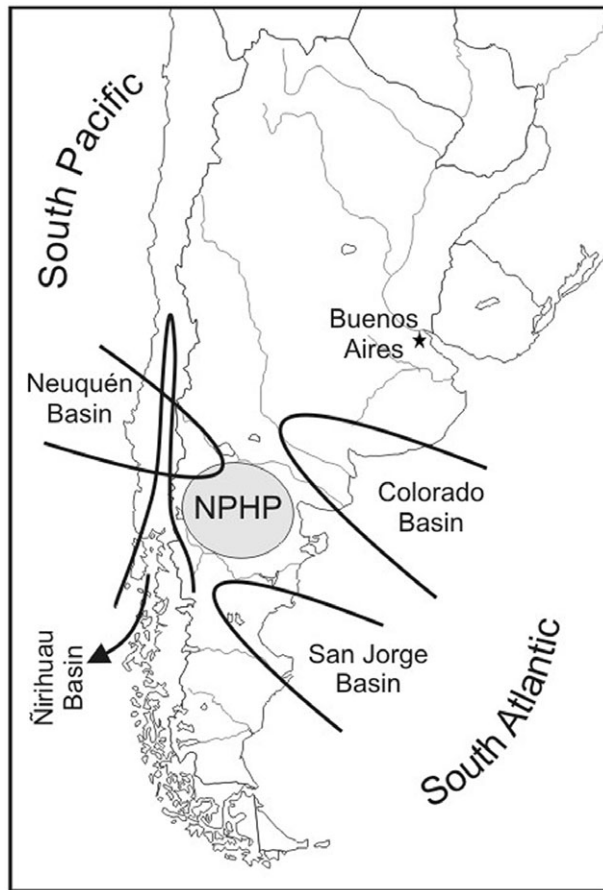 South Pacific
Buenos
Aires
Neuquén
Basin
NPHP
Colorado
Basin
San Jorge
Basin
Ñirihuau
Basin
South Atlantic